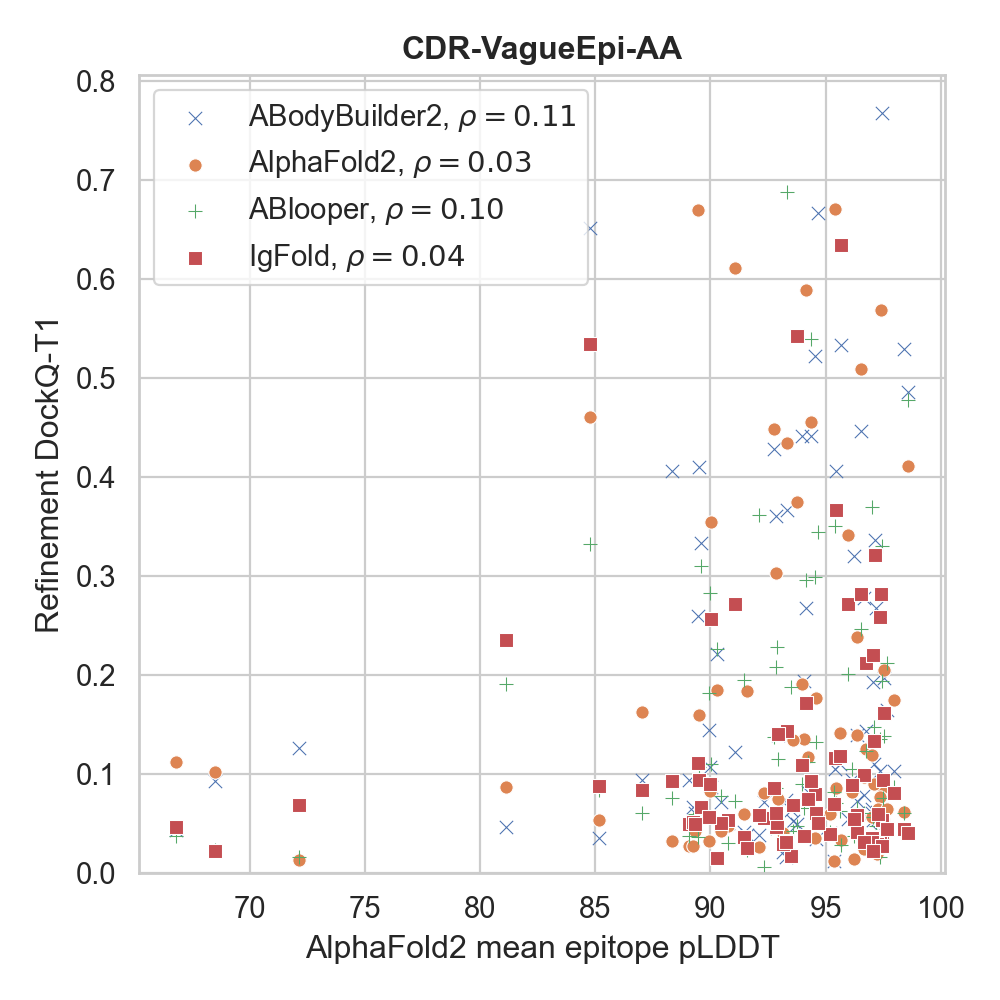 CDR-VagueEpi-AA
ABodyBuilder2, ρ = 0.11
AlphaFold2, ρ = 0.03
ABlooper, ρ = 0.10
IgFold, ρ = 0.04
Refinement DockQ-T1
0.8
0.7
0.6
0.5
0.4
0.3
0.2
0.1
0.0
70 75 80 85 90 95 100
AlphaFold2 mean epitope pLDDT